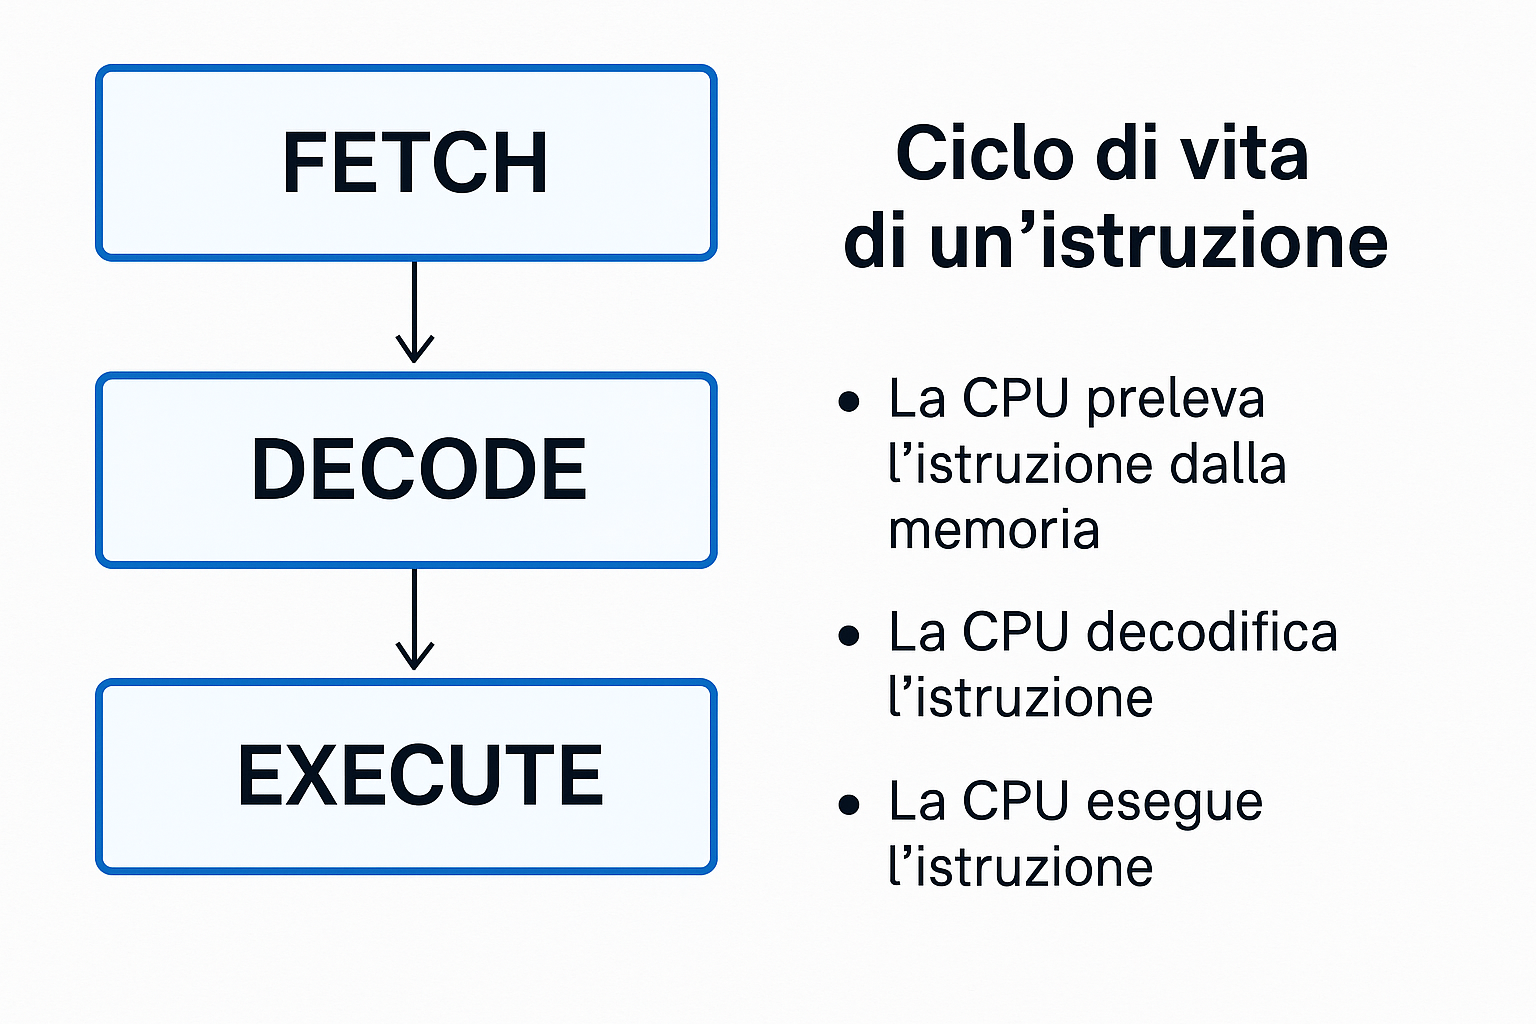 FETCH
DECODE
EXECUTE
Ciclo di vita
di un’istruzione
• La CPU preleva
l’istruzione dalla
memoria
• La CPU decodifica
l’istruzione
• La CPU esegue
l’istruzione